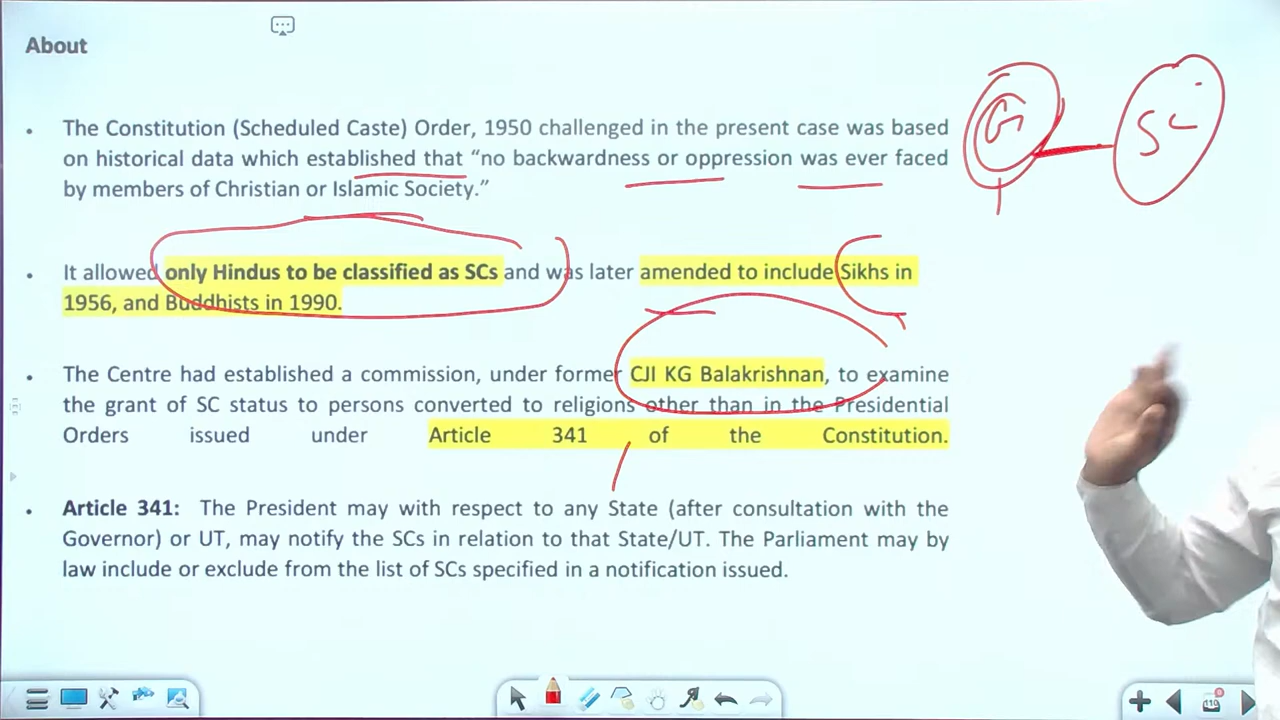 About
The Constitution (Scheduled Caste) Order, 1950 challenged in the present case was based
on historical data which established that “no backwardness or oppression was ever faced
by members of Christian or Islamic Society.”
It allowed only Hindus to be classified as SCs and was later amended to include Sikhs in
1956, and Buddhists in 1990.
The Centre had established a commission, under former CJI KG Balakrishnan, to examine
the grant of SC status to persons converted to religions other than in the Presidential
Orders issued under Article 341 of the Constitution.
Article 341: The President may with respect to any State (after consultation with the
Governor) or UT, may notify the SCs in relation to that State/UT. The Parliament may by
law include or exclude from the list of SCs specified in a notification issued.
G
SC
110